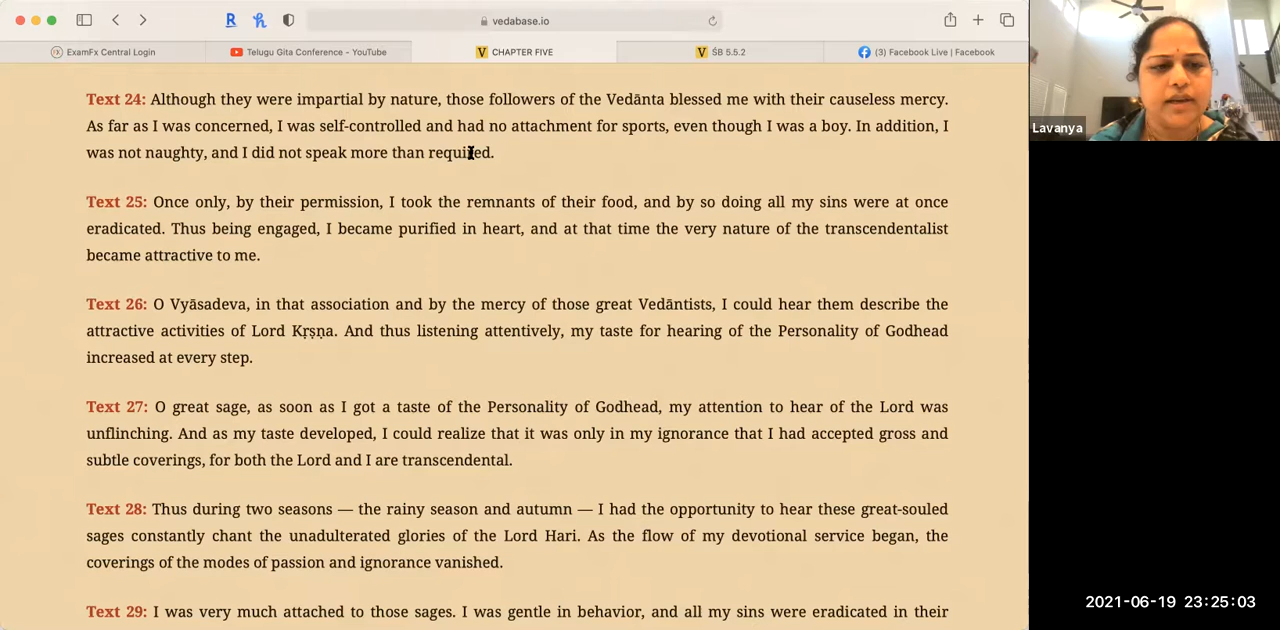 vedabase.io
ExamFx Central Login
Telugu Gita Conference - YouTube
CHAPTER FIVE
ŚB 5.5.2
(3) Facebook Live | Facebook
Text 24: Although they were impartial by nature, those followers of the Vedānta blessed me with their causeless mercy.
As far as I was concerned, I was self-controlled and had no attachment for sports, even though I was a boy. In addition, I
was not naughty, and I did not speak more than required.
Text 25: Once only, by their permission, I took the remnants of their food, and by so doing all my sins were at once
eradicated. Thus being engaged, I became purified in heart, and at that time the very nature of the transcendentalist
became attractive to me.
Text 26: O Vyāsadeva, in that association and by the mercy of those great Vedāntists, I could hear them describe the
attractive activities of Lord Kṛṣṇa. And thus listening attentively, my taste for hearing of the Personality of Godhead
increased at every step.
Text 27: O great sage, as soon as I got a taste of the Personality of Godhead, my attention to hear of the Lord was
unflinching. And as my taste developed, I could realize that it was only in my ignorance that I had accepted gross and
subtle coverings, for both the Lord and I are transcendental.
Text 28: Thus during two seasons — the rainy season and autumn — I had the opportunity to hear these great-souled
sages constantly chant the unadulterated glories of the Lord Hari. As the flow of my devotional service began, the
coverings of the modes of passion and ignorance vanished.
Text 29: I was very much attached to those sages. I was gentle in behavior, and all my sins were eradicated in their
Lavanya
2021-06-19 23:25:03